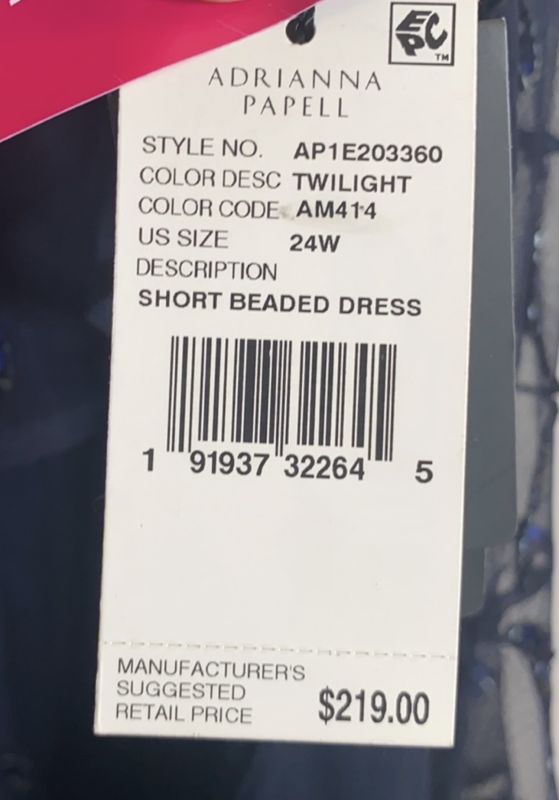 EPC
TM
ADRIANNA
PAPELL
STYLE NO. AP1E203360
COLOR DESC TWILIGHT
COLOR CODE AM414
US SIZE 24W
DESCRIPTION
SHORT BEADED DRESS
1 91937 32264 5
MANUFACTURER'S
SUGGESTED
RETAIL PRICE $219.00